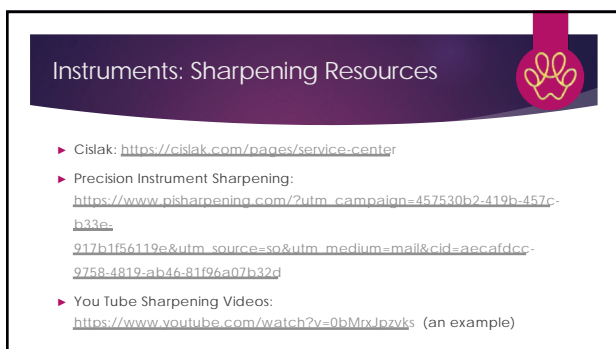 Instruments: Sharpening Resources
► Cislak: https://cislak.com/pages/service-center
► Precision Instrument Sharpening:
https://www.pisharpening.com/?utm_campaign=457530b2-419b-457c-
b33e-
917b1f56119e&utm_source=so&utm_medium=mail&cid=aecafdcc-
9758-4819-ab46-81f96a07b32d
► You Tube Sharpening Videos:
https://www.youtube.com/watch?v=0bMrxJpzvks (an example)